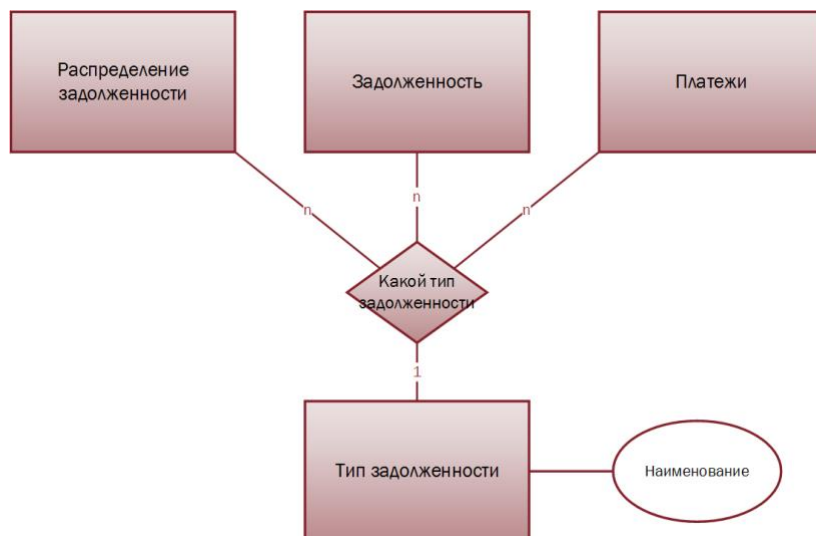 Распределение
задолженности
Задолженность
Платежи
n
n
n
Какой тип
задолженности
1
Тип задолженности
Наименование